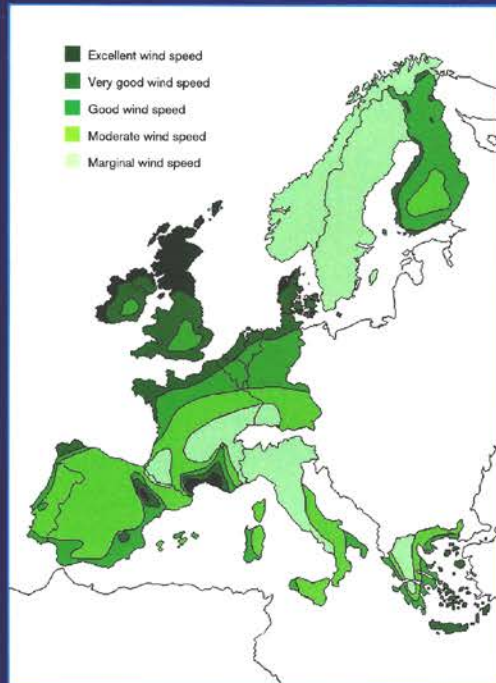 Excellent wind speed
Very good wind speed
Good wind speed
Moderate wind speed
Marginal wind speed